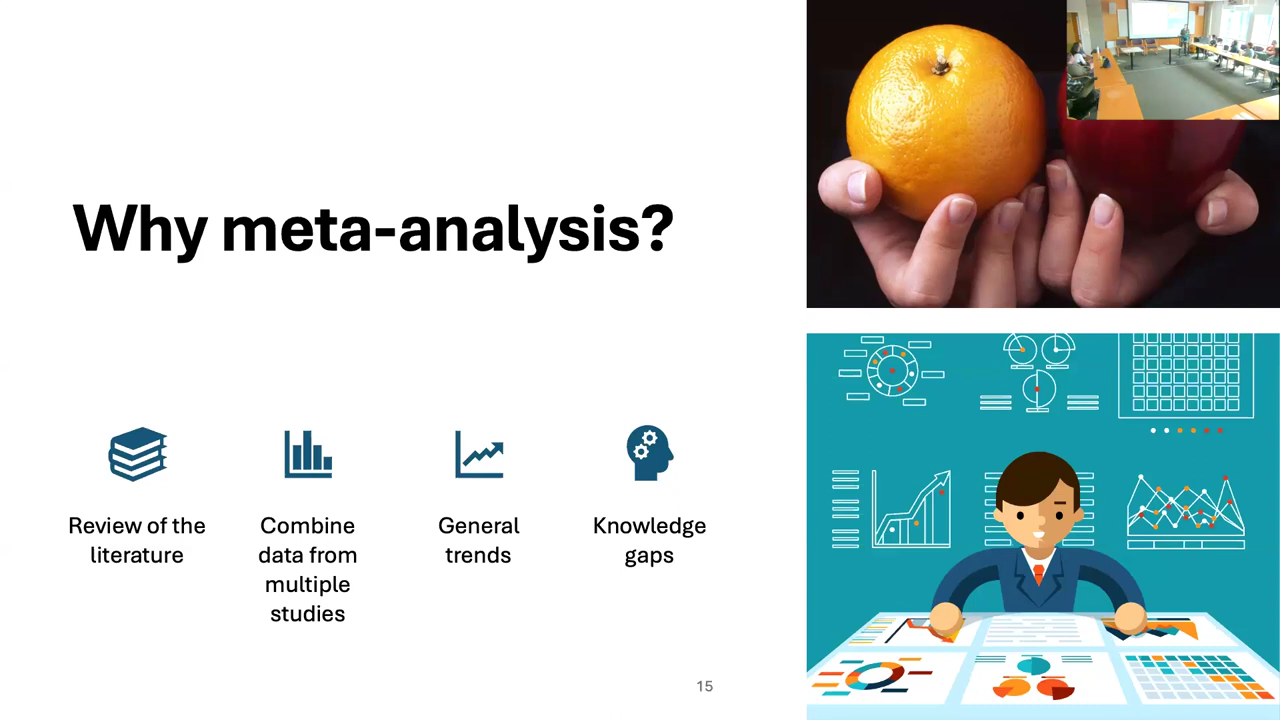 Why meta-analysis?
Review of the
literature
Combine
data from
multiple
studies
General
trends
Knowledge
gaps
15